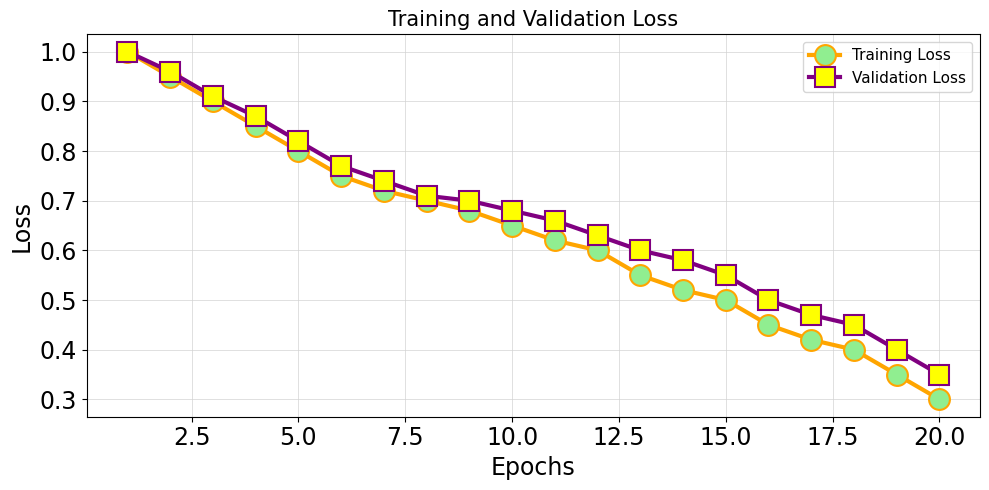 Training and Validation Loss
Training Loss
Validation Loss
Loss
1.0
0.9
0.8
0.7
0.6
0.5
0.4
0.3
2.5 5.0 7.5 10.0 12.5 15.0 17.5 20.0
Epochs